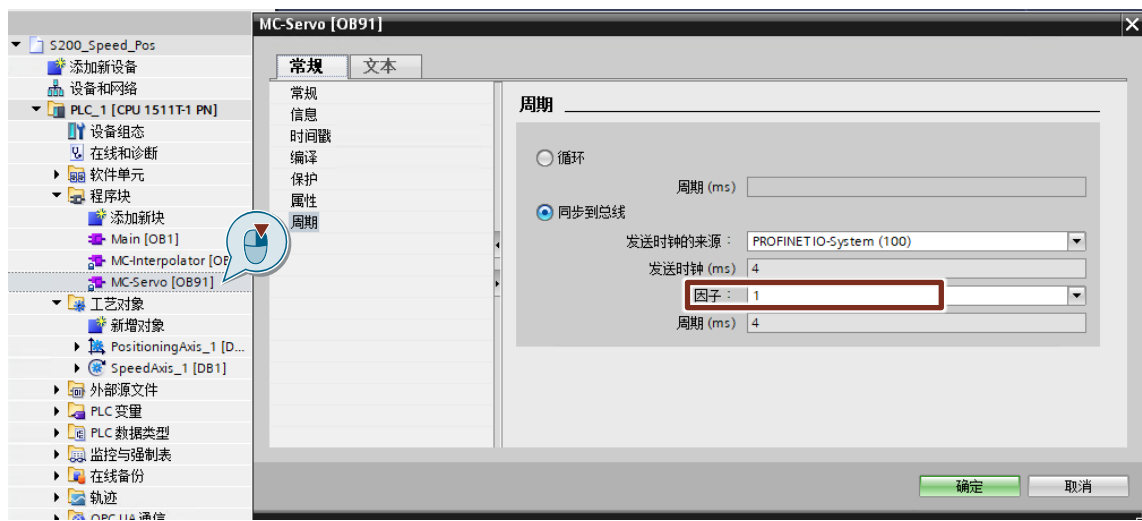 MC-Servo [OB91]
S200_Speed_Pos
添加新设备
设备和网络
PLC_1 [CPU 1511T-1 PN]
设备组态
在线和诊断
软件单元
程序块
添加新块
Main [OB1]
MC-Interpolator [OB
MC-Servo [OB91]
工艺对象
新增对象
PositioningAxis_1 [D...
SpeedAxis_1 [DB1]
外部源文件
PLC 变量
PLC 数据类型
监控与强制表
在线备份
轨迹
OPC UA 通信
常规
文本
常规
信息
时间戳
编译
保护
属性
周期
周期
循环
周期 (ms)
同步到总线
发送时钟的来源： PROFINET IO-System (100)
发送时钟 (ms) 4
因子： 1
周期 (ms) 4
确定
取消